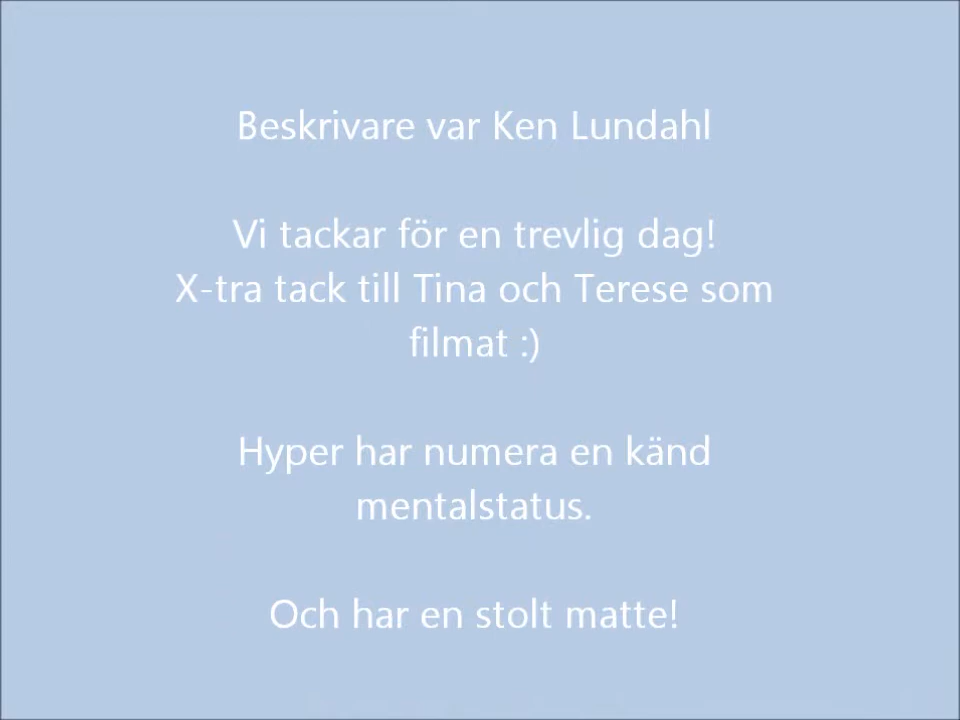 Beskrivare var Ken Lundahl
Vi tackar för en trevlig dag!
X-tra tack till Tina och Terese som
filmat :)
Hyper har numera en känd
mentalstatus.
Och har en stolt matte!